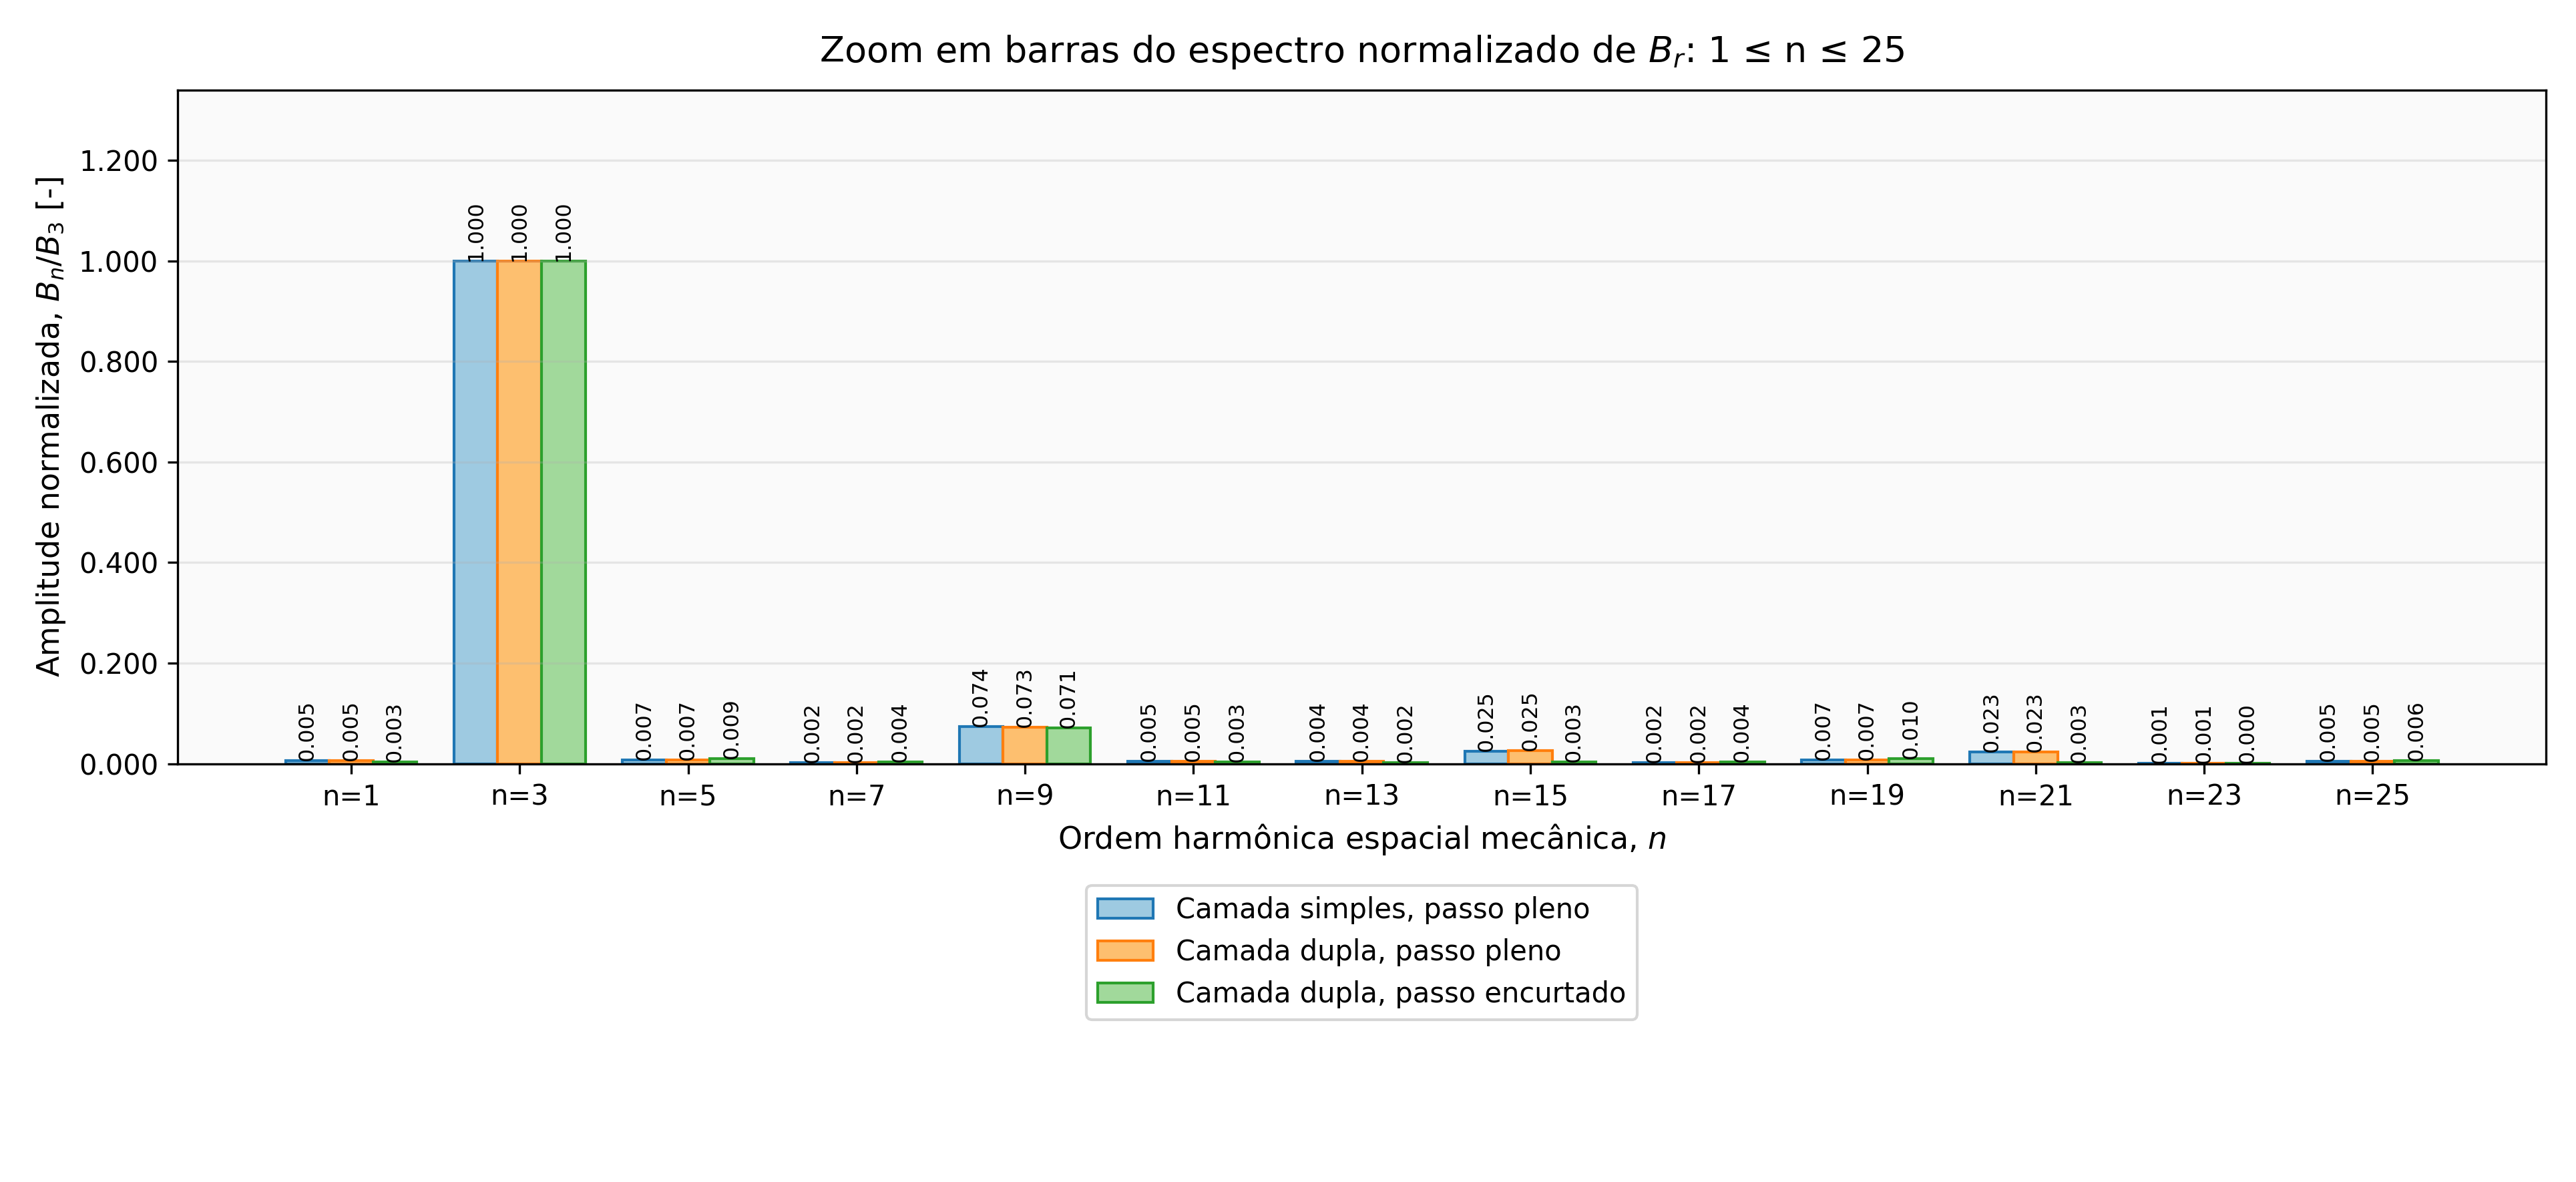 Zoom em barras do espectro normalizado de Br: 1 ≤ n ≤ 25
Amplitude normalizada, Bn/B3 [-]
1.200
1.000
0.800
0.600
0.400
0.200
0.000
0.005 0.005 0.003
1.000 1.000 1.000
0.007 0.007 0.009
0.002 0.002 0.004
0.074 0.073 0.071
0.005 0.005 0.003
0.004 0.004 0.002
0.025 0.025 0.003
0.002 0.002 0.004
0.007 0.007 0.010
0.023 0.023 0.003
0.001 0.001 0.000
0.005 0.005 0.006
n=1 n=3 n=5 n=7 n=9 n=11 n=13 n=15 n=17 n=19 n=21 n=23 n=25
Ordem harmônica espacial mecânica, n
Camada simples, passo pleno
Camada dupla, passo pleno
Camada dupla, passo encurtado